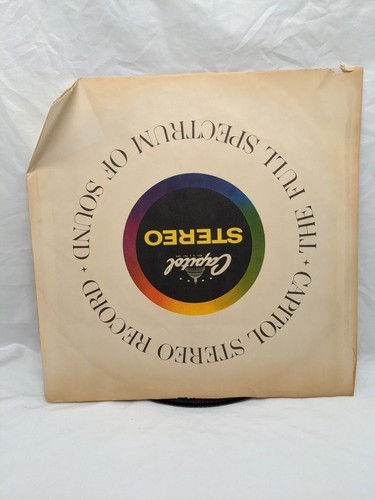 THE FULL SPECTRUM OF SOUND + CAPITOL STEREO RECORD +
Capitol
STEREO